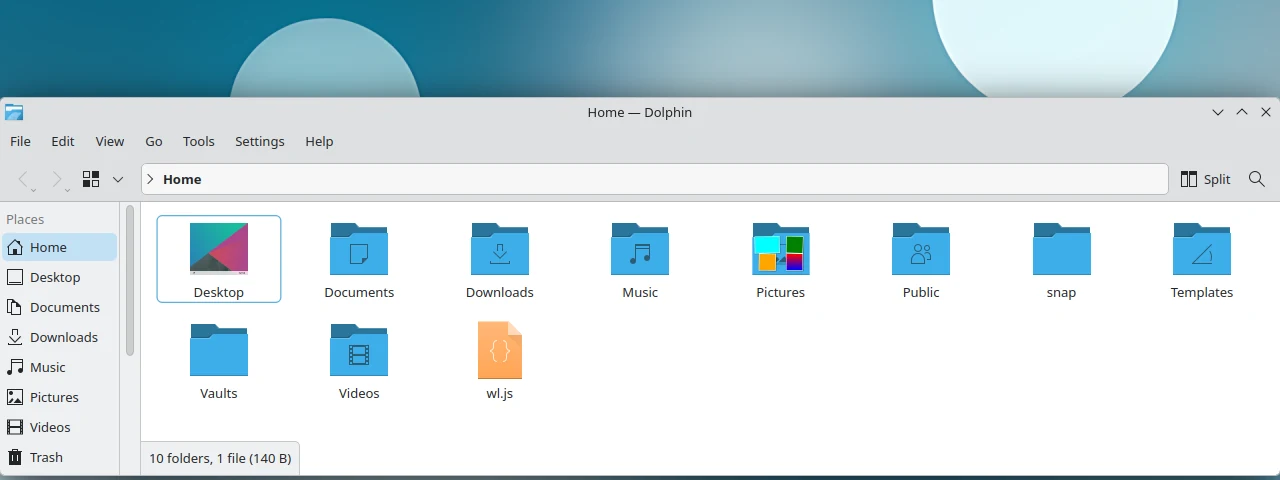 Home — Dolphin
File Edit View Go Tools Settings Help
Home Split
Places
Home
Desktop
Documents
Downloads
Music
Pictures
Videos
Trash
Desktop Documents Downloads Music Pictures Public snap Templates
Vaults Videos wl.js
10 folders, 1 file (140 B)